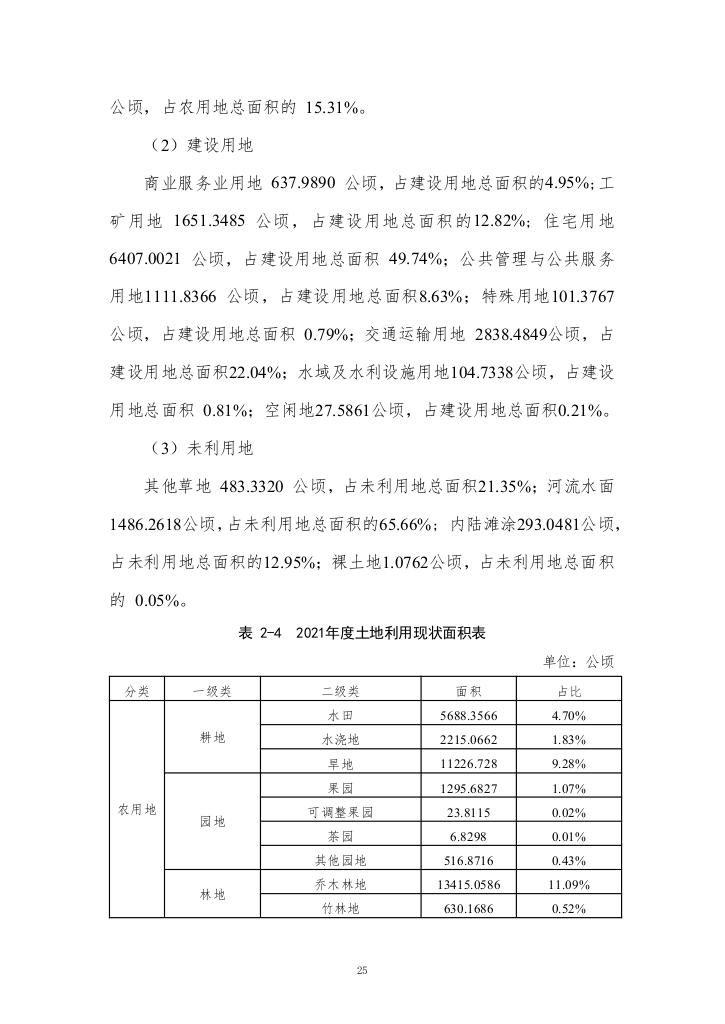 公顷，占农用地总面积的 15.31%。
（2）建设用地
商业服务业用地 637.9890 公顷，占建设用地总面积的4.95%；工
矿用地 1651.3485 公顷，占建设用地总面积的12.82%；住宅用地
6407.0021 公顷，占建设用地总面积 49.74%；公共管理与公共服务
用地1111.8366 公顷，占建设用地总面积8.63%；特殊用地101.3767
公顷，占建设用地总面积 0.79%；交通运输用地 2838.4849公顷，占
建设用地总面积22.04%；水域及水利设施用地104.7338公顷，占建设
用地总面积 0.81%；空闲地27.5861公顷，占建设用地总面积0.21%。
（3）未利用地
其他草地 483.3320 公顷，占未利用地总面积21.35%；河流水面
1486.2618公顷，占未利用地总面积的65.66%；内陆滩涂293.0481公顷，
占未利用地总面积的12.95%；裸土地1.0762公顷，占未利用地总面积
的 0.05%。
表 2-4 2021年度土地利用现状面积表
单位：公顷
分类 一级类 二级类 面积 占比
农用地 耕地 水田 5688.3566 4.70%
水浇地 2215.0662 1.83%
旱地 11226.728 9.28%
园地 果园 1295.6827 1.07%
可调整果园 23.8115 0.02%
茶园 6.8298 0.01%
其他园地 516.8716 0.43%
林地 乔木林地 13415.0586 11.09%
竹林地 630.1686 0.52%
25